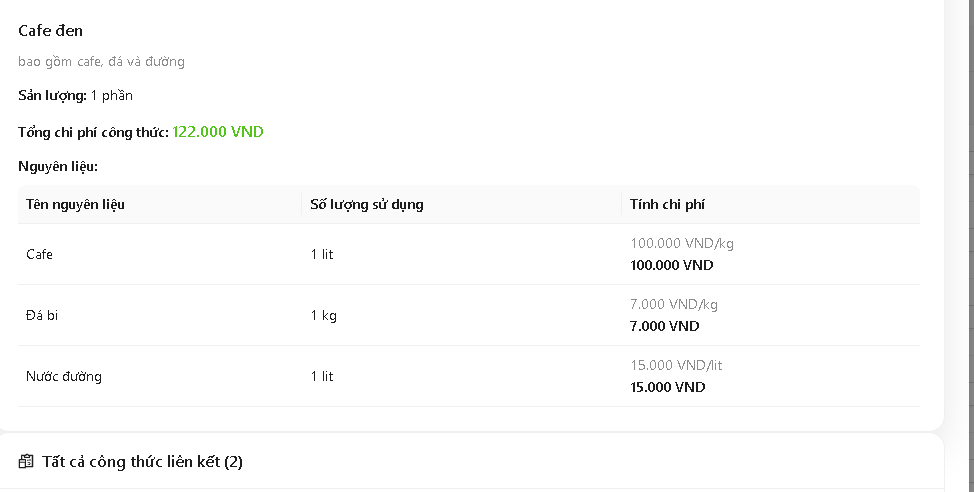 Cafe đen
bao gồm cafe, đá và đường
Sản lượng: 1 phần
Tổng chi phí công thức: 122.000 VND
Nguyên liệu:
Tên nguyên liệu Số lượng sử dụng Tính chi phí
Cafe 1 lit 100.000 VND/kg
100.000 VND
Đá bi 1 kg 7.000 VND/kg
7.000 VND
Nước đường 1 lit 15.000 VND/lit
15.000 VND
Tất cả công thức liên kết (2)